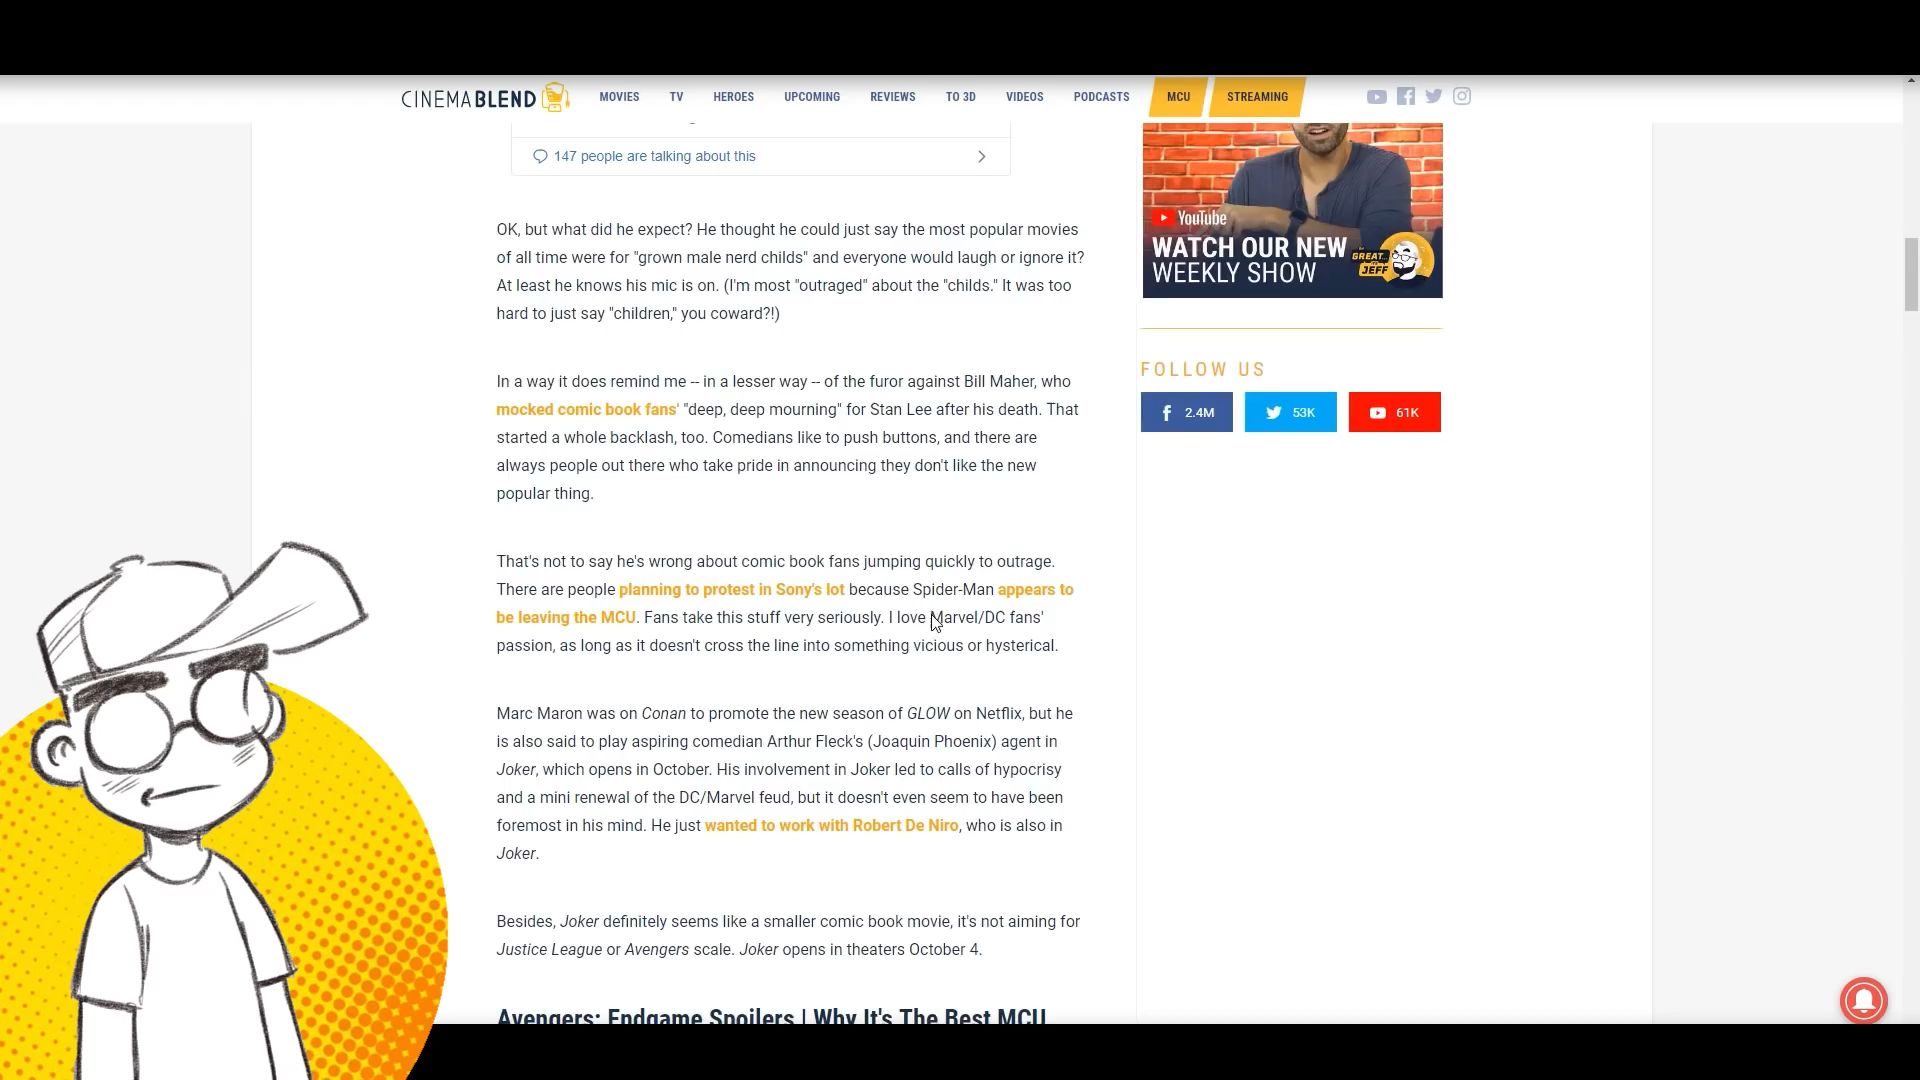 CINEMABLEND
MOVIES TV HEROES UPCOMING REVIEWS TO 3D VIDEOS PODCASTS MCU STREAMING
147 people are talking about this
OK, but what did he expect? He thought he could just say the most popular movies
of all time were for "grown male nerd childs" and everyone would laugh or ignore it?
At least he knows his mic is on. (I'm most "outraged" about the "childs." It was too
hard to just say "children," you coward?!)
In a way it does remind me -- in a lesser way -- of the furor against Bill Maher, who
mocked comic book fans' "deep, deep mourning" for Stan Lee after his death. That
started a whole backlash, too. Comedians like to push buttons, and there are
always people out there who take pride in announcing they don't like the new
popular thing.
That's not to say he's wrong about comic book fans jumping quickly to outrage.
There are people planning to protest in Sony's lot because Spider-Man appears to
be leaving the MCU. Fans take this stuff very seriously. I love Marvel/DC fans'
passion, as long as it doesn't cross the line into something vicious or hysterical.
Marc Maron was on Conan to promote the new season of GLOW on Netflix, but he
is also said to play aspiring comedian Arthur Fleck's (Joaquin Phoenix) agent in
Joker, which opens in October. His involvement in Joker led to calls of hypocrisy
and a mini renewal of the DC/Marvel feud, but it doesn't even seem to have been
foremost in his mind. He just wanted to work with Robert De Niro, who is also in
Joker.
Besides, Joker definitely seems like a smaller comic book movie, it's not aiming for
Justice League or Avengers scale. Joker opens in theaters October 4.
Avengers: Endgame Spoilers | Why It's The Best MCU
YouTube
WATCH OUR NEW
WEEKLY SHOW
GREAT...
JEFF
FOLLOW US
2.4M 53K 61K